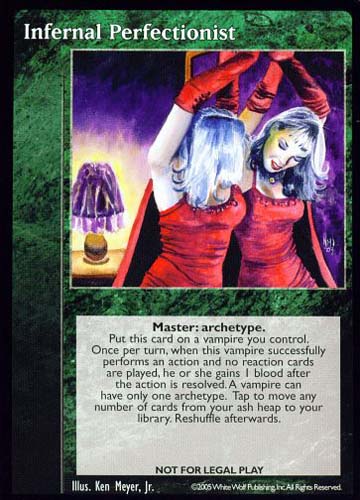 Infernal Perfectionist
Master: archetype.
Put this card on a vampire you control.
Once per turn, when this vampire successfully
performs an action and no reaction cards
are played, he or she gains 1 blood after
the action is resolved. A vampire can
have only one archetype. Tap to move any
number of cards from your ash heap to your
library. Reshuffle afterwards.
NOT FOR LEGAL PLAY
Illus. Ken Meyer, Jr.
©2005 White Wolf Publishing, Inc. All Rights Reserved.